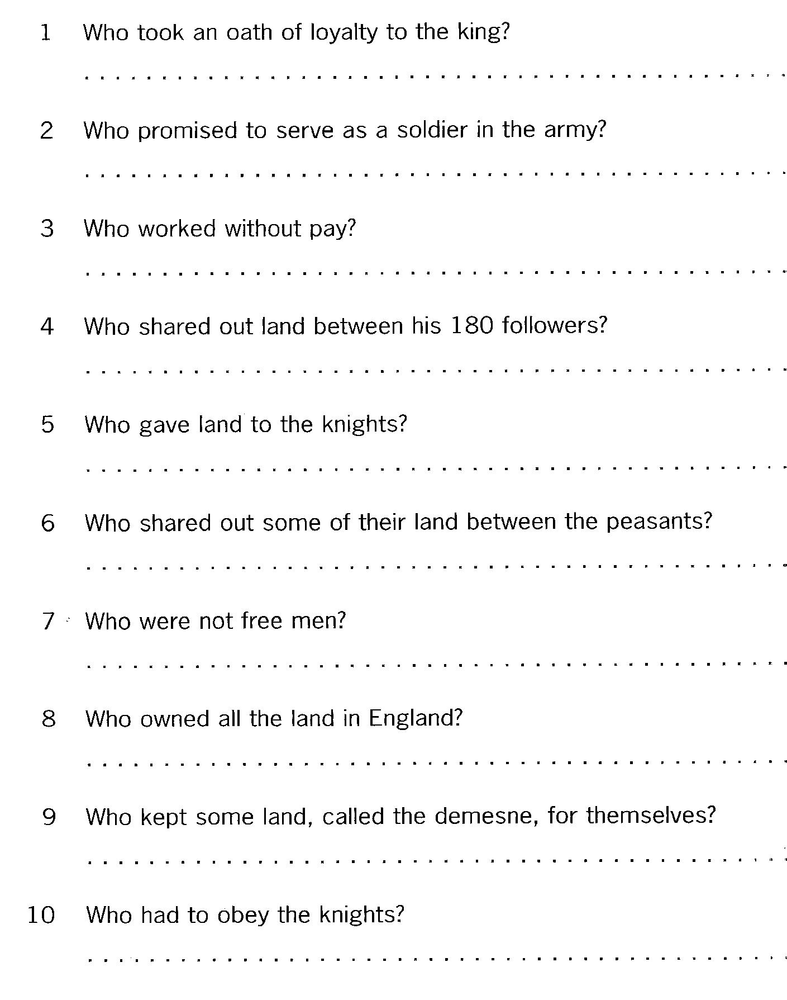 1 Who took an oath of loyalty to the king?
2 Who promised to serve as a soldier in the army?
3 Who worked without pay?
4 Who shared out land between his 180 followers?
5 Who gave land to the knights?
6 Who shared out some of their land between the peasants?
7 Who were not free men?
8 Who owned all the land in England?
9 Who kept some land, called the demesne, for themselves?
10 Who had to obey the knights?